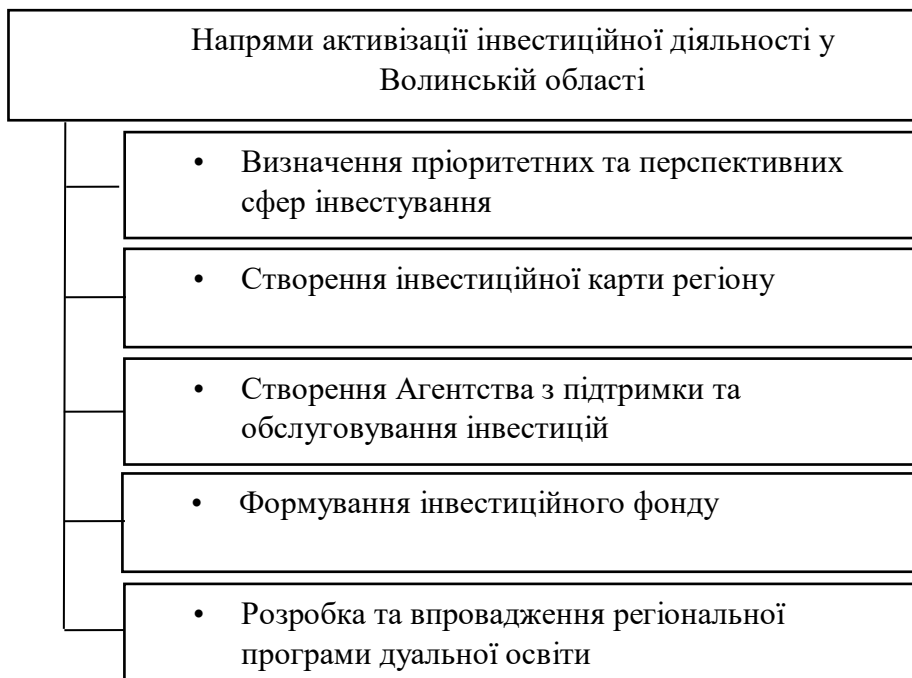 Напрями активізації інвестиційної діяльності у
Волинській області
• Визначення пріоритетних та перспективних
сфер інвестування
• Створення інвестиційної карти регіону
• Створення Агентства з підтримки та
обслуговування інвестицій
• Формування інвестиційного фонду
• Розробка та впровадження регіональної
програми дуальної освіти